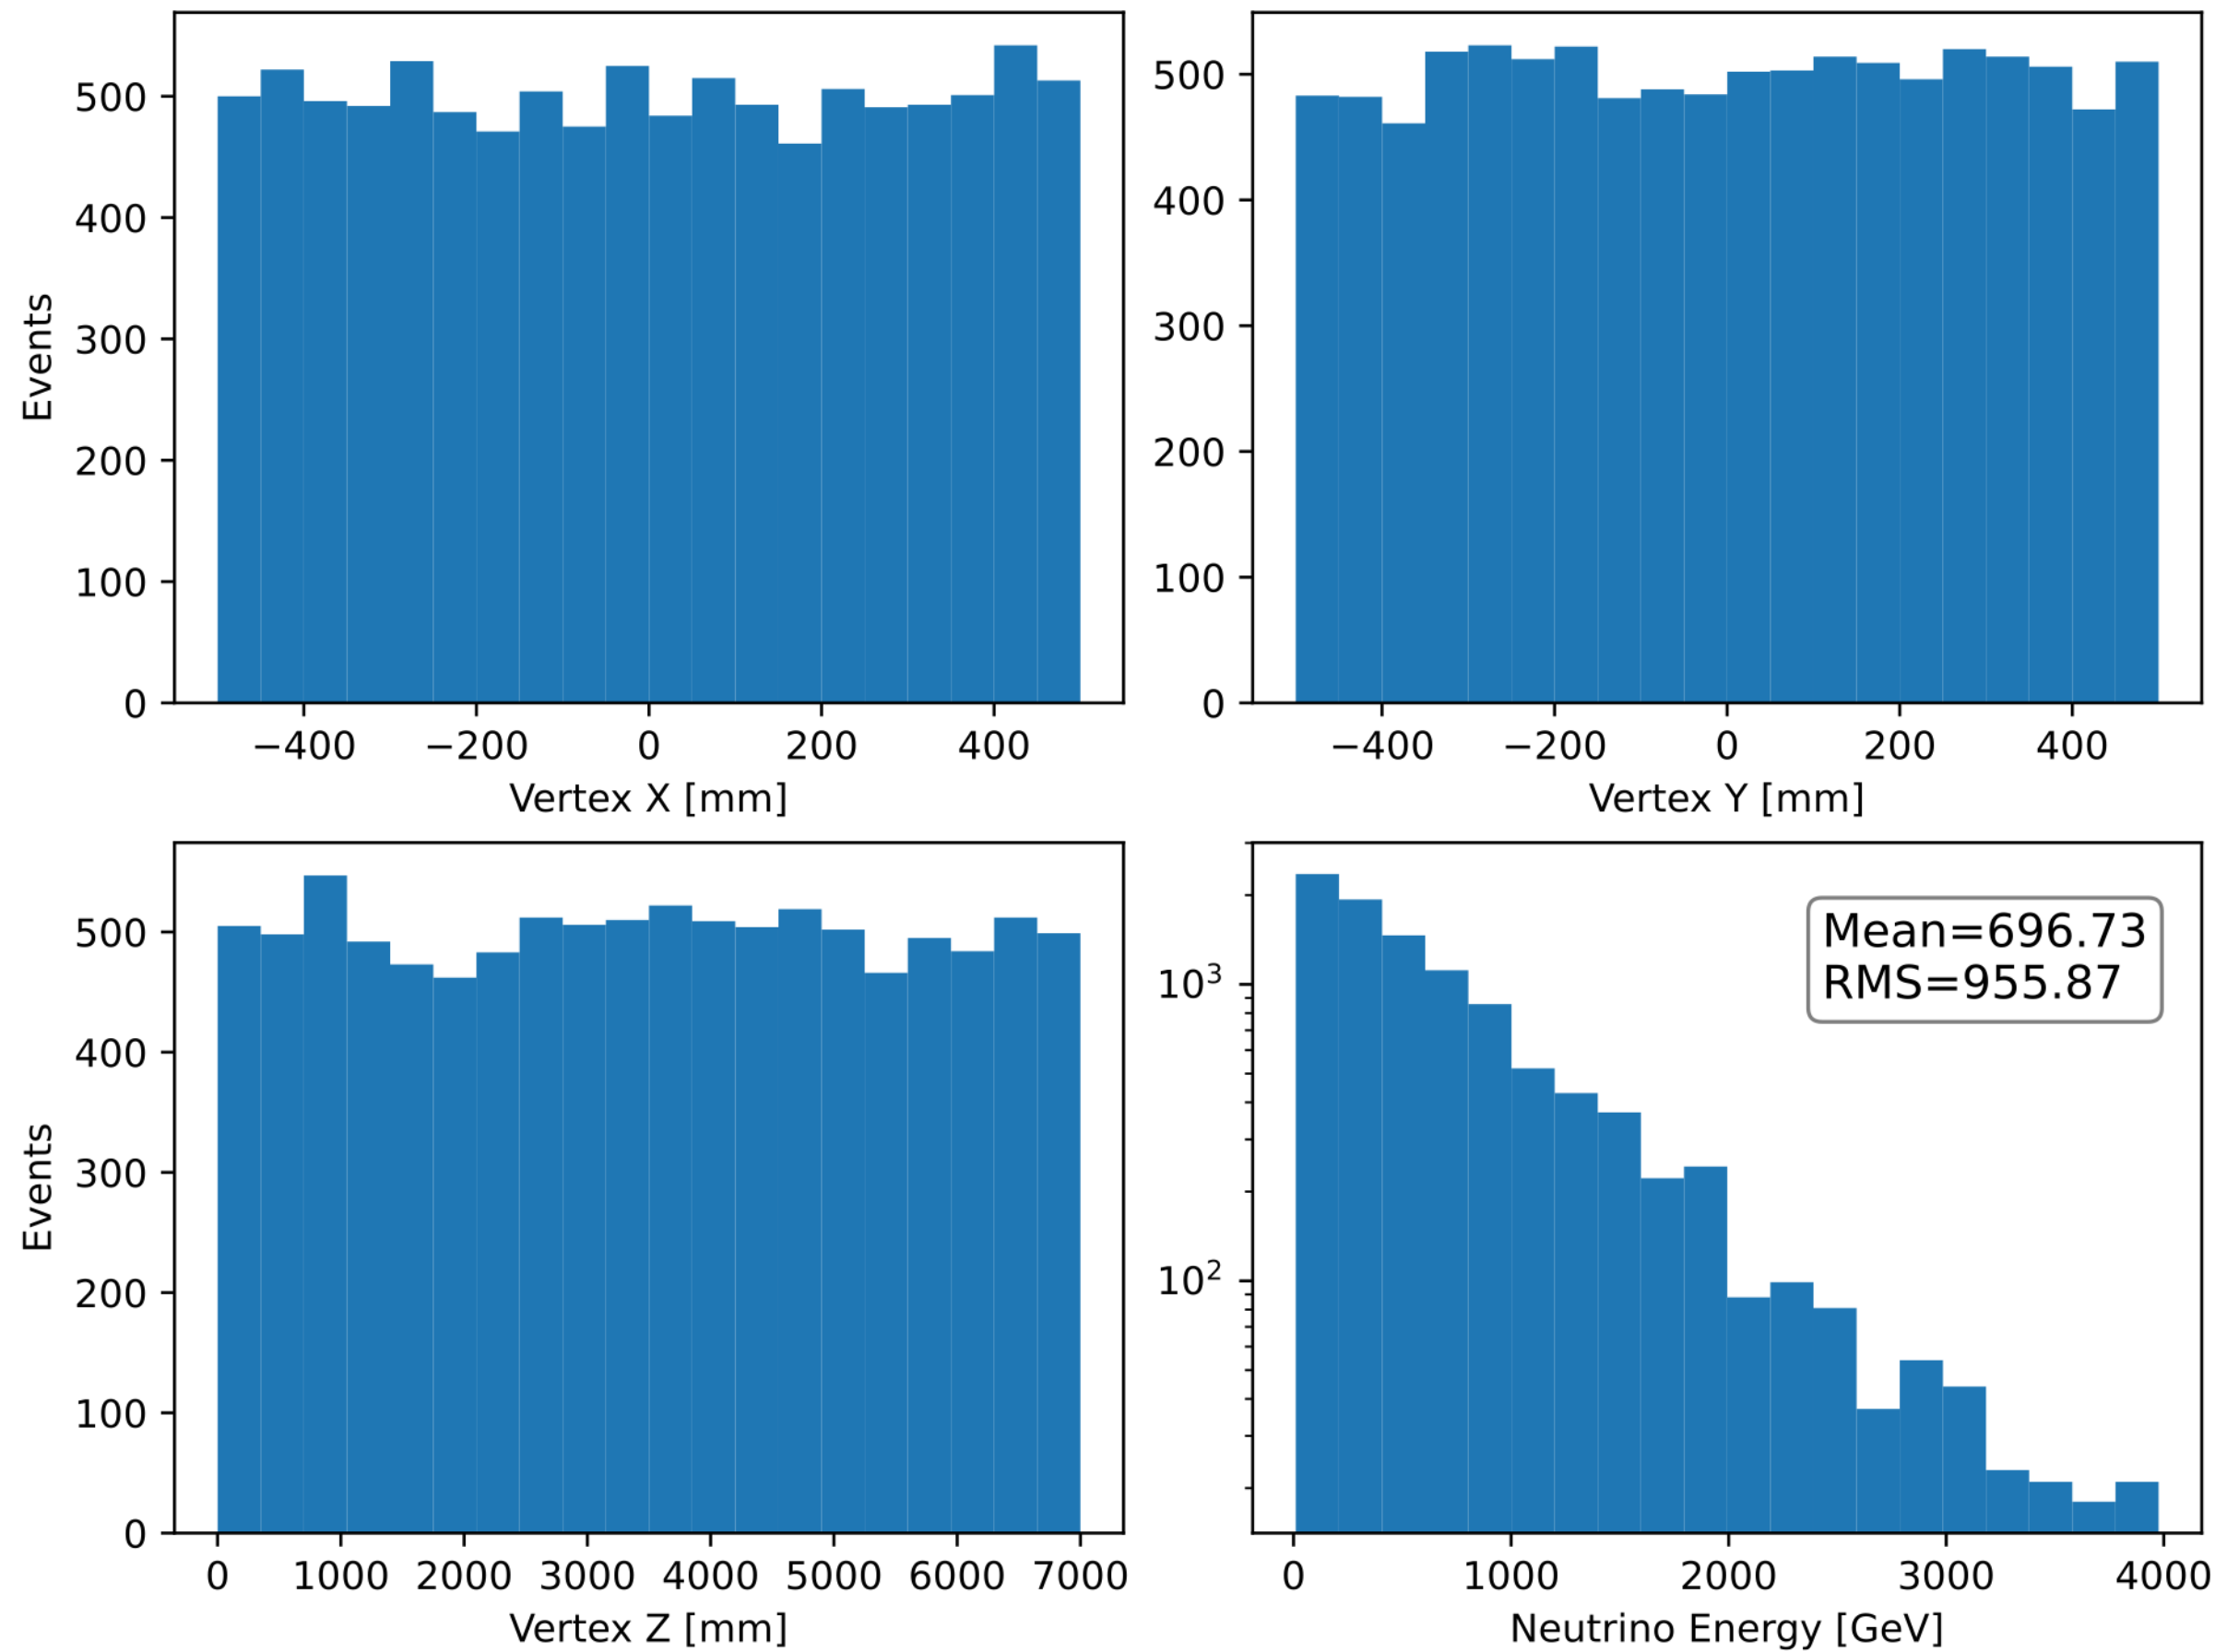 500
400
300
200
100
0
Events
−400 −200 0 200 400
Vertex X [mm]
500
400
300
200
100
0
−400 −200 0 200 400
Vertex Y [mm]
500
400
300
200
100
0
Events
0 1000 2000 3000 4000 5000 6000 7000
Vertex Z [mm]
10³
10²
Mean=696.73
RMS=955.87
0 1000 2000 3000 4000
Neutrino Energy [GeV]